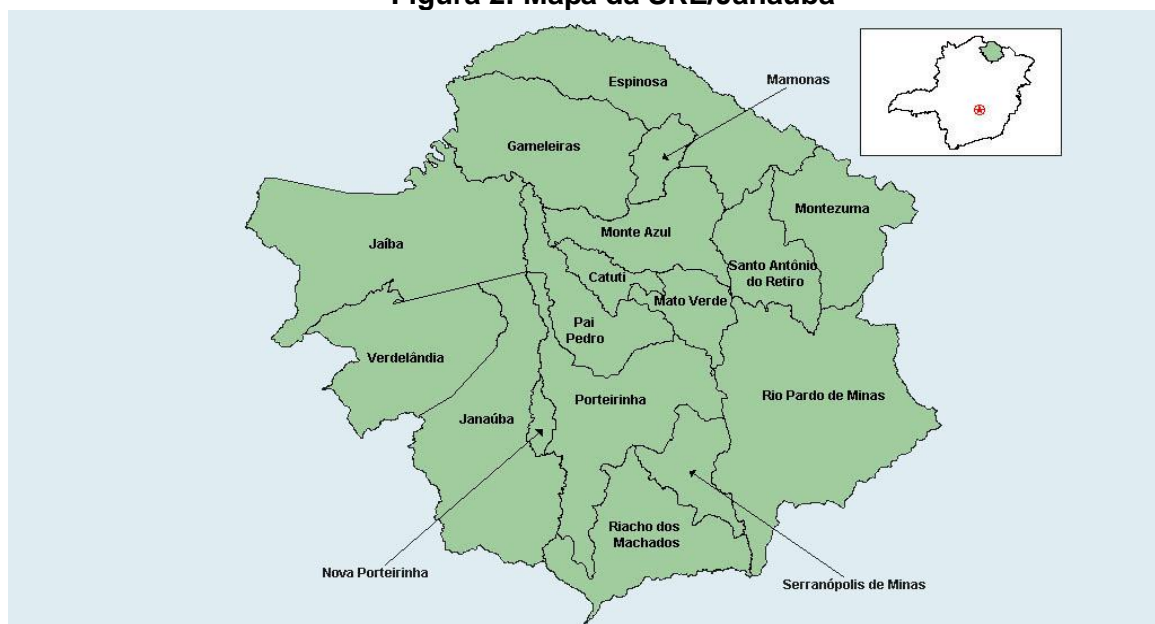 Figura 2: Mapa da SRE/Janaúba
Espinosa
Mamonas
Gameleiras
Montezuma
Monte Azul
Jaíba
Santo Antônio
do Retiro
Catuti
Mato Verde
Pai
Pedro
Verdelândia
Rio Pardo de Minas
Porteirinha
Janaúba
Riacho dos
Machados
Nova Porteirinha
Serranópolis de Minas